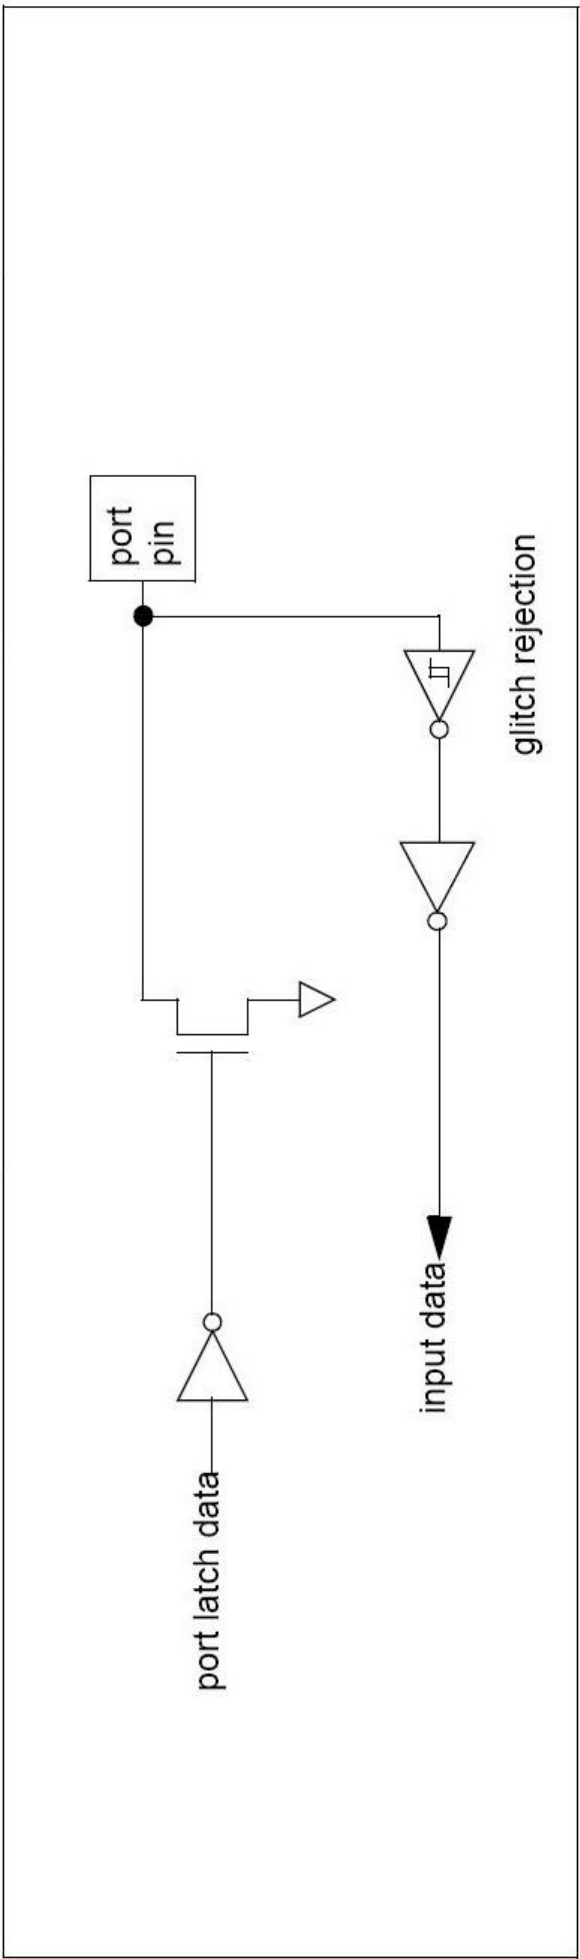 port
pin
port latch data
input data
glitch rejection